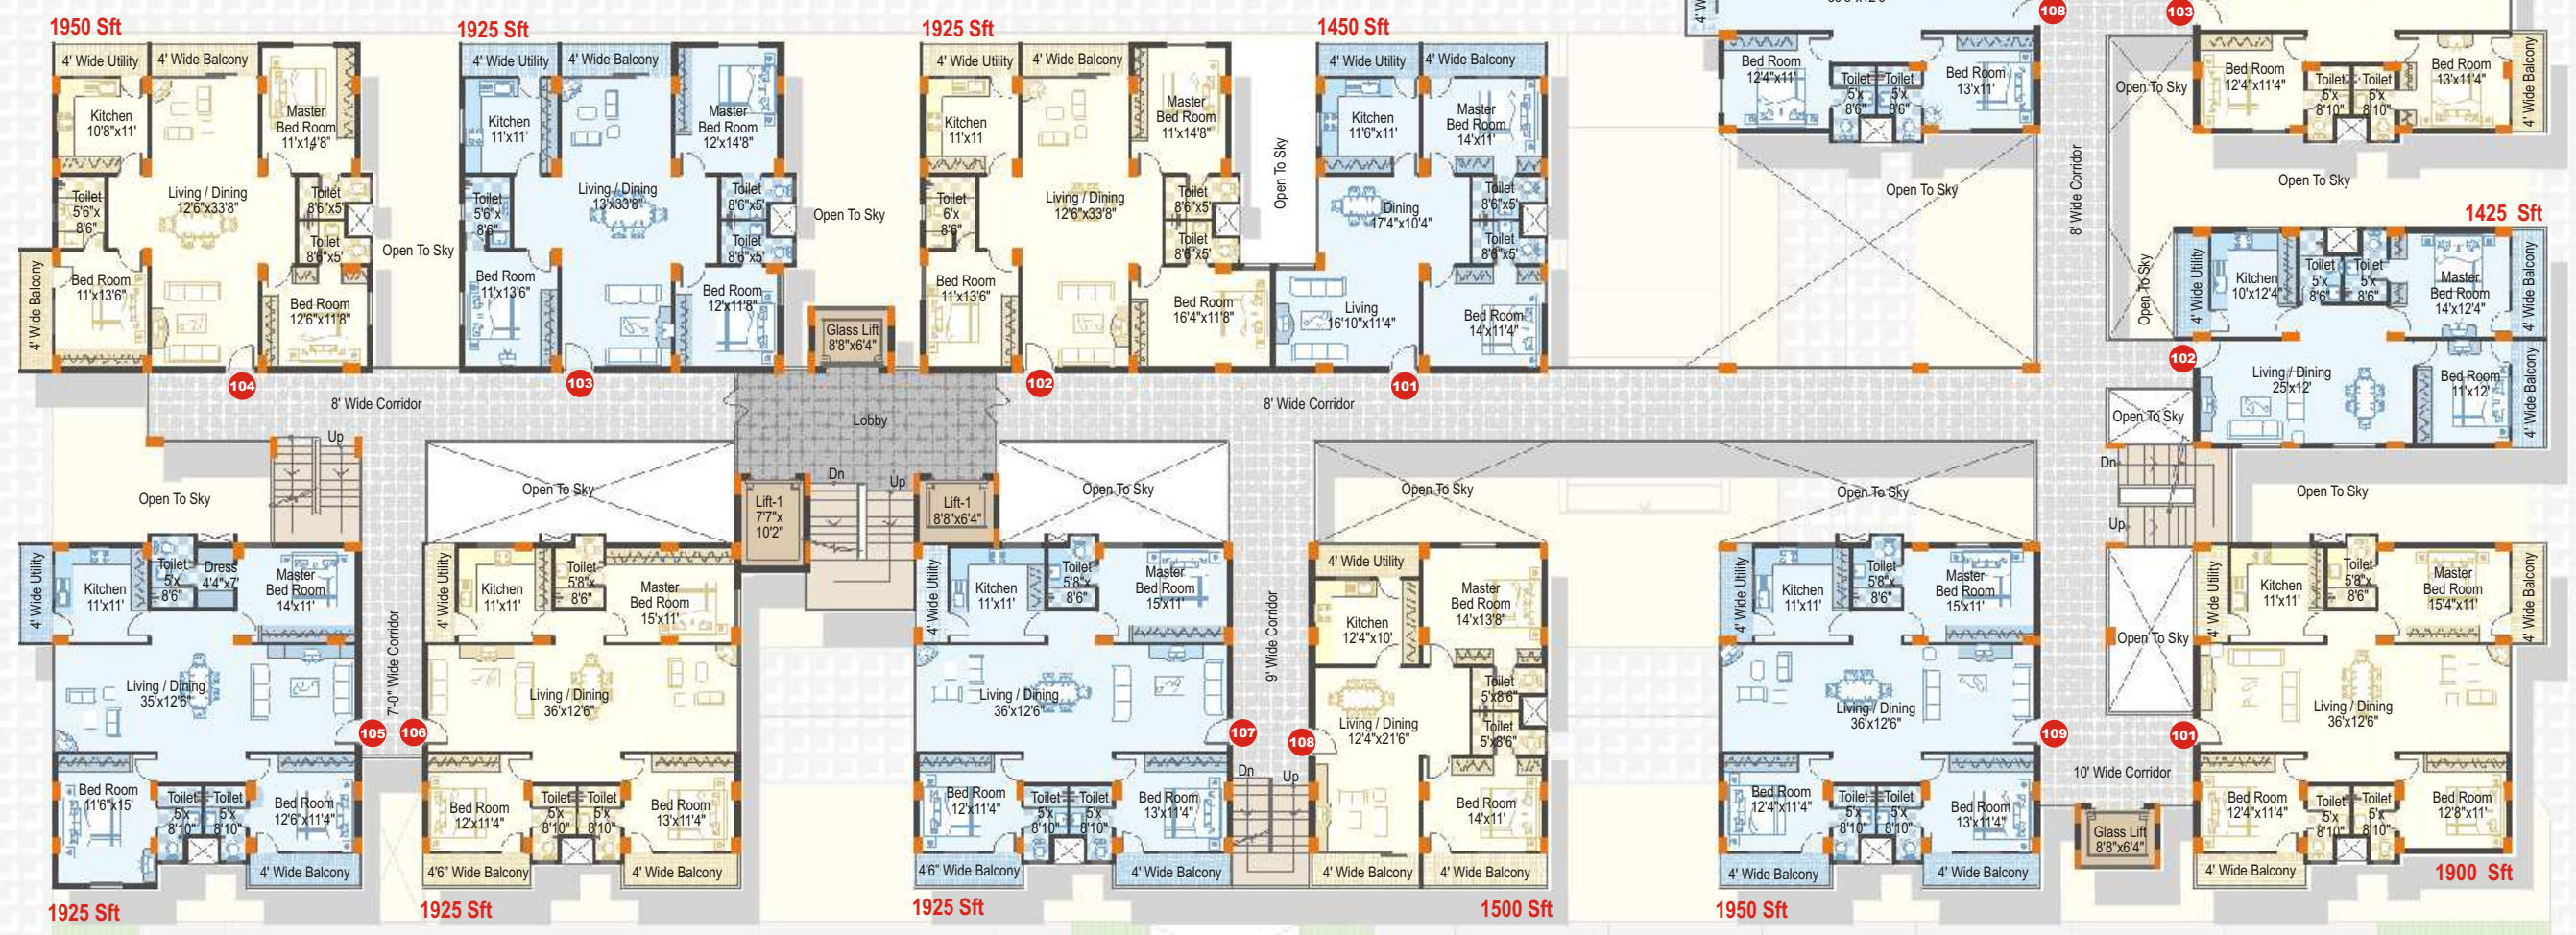 1950 Sft
4' Wide Utility
4' Wide Balcony
Kitchen
10'8"x11'
Master
Bed Room
11'x14'8"
Living / Dining
12'6"x33'8"
Toilet
5'6"x
8'6"
Toilet
8'6"x5'
Toilet
8'6"x5'
4' Wide Balcony
Bed Room
11'x13'6"
Bed Room
12'6"x11'8"
104
Open To Sky
1925 Sft
4' Wide Utility
4' Wide Balcony
Kitchen
11'x11'
Master
Bed Room
12'x14'8"
Living / Dining
13'x33'8"
Toilet
5'6"x
8'6"
Toilet
8'6"x5'
Toilet
8'6"x5'
Bed Room
11'x13'6"
Bed Room
12'x11'8"
103
Open To Sky
Glass Lift
8'8"x6'4"
1925 Sft
4' Wide Utility
4' Wide Balcony
Kitchen
11'x11
Master
Bed Room
11'x14'8"
Living / Dining
12'6"x33'8"
Toilet
6'x
8'6"
Toilet
8'6"x5'
Toilet
8'6"x5'
Bed Room
11'x13'6"
Bed Room
16'4"x11'8"
102
Open To Sky
1450 Sft
4' Wide Utility
4' Wide Balcony
Kitchen
11'6"x11'
Master
Bed Room
14'x11'
Dining
17'4"x10'4"
Toilet
8'6"x5'
Toilet
8'6"x5'
Living
16'10"x11'4"
Bed Room
14'x11'4"
101
108
103
Bed Room
12'4"x11'
Toilet
5'x
8'6"
Toilet
5'x
8'6"
Bed Room
13'x11'
Open To Sky
8' Wide Corridor
Open To Sky
Bed Room
12'4"x11'4"
Toilet
5'x
8'10"
Toilet
5'x
8'10"
Bed Room
13'x11'4"
4' Wide Balcony
Open To Sky
1425 Sft
Open To Sky
4' Wide Utility
Kitchen
10'x12'4"
Toilet
5'x
8'6"
Toilet
5'x
8'6"
Master
Bed Room
14'x12'4"
4' Wide Balcony
102
Living / Dining
25'x12'
Bed Room
11'x12'
4' Wide Balcony
Open To Sky
Dn
Up
Open To Sky
8' Wide Corridor
Lobby
8' Wide Corridor
Up
Open To Sky
Open To Sky
Lift-1
7'7"x
10'2"
Dn
Up
Lift-1
8'8"x6'4"
Open To Sky
Open To Sky
Open To Sky
4' Wide Utility
Kitchen
11'x11'
Toilet
5'x
8'6"
Dress
4'4"x7'
Master
Bed Room
14'x11'
Living / Dining
35'x12'6"
105
Bed Room
11'6"x15'
Toilet
5'x
8'10"
Toilet
5'x
8'10"
Bed Room
12'6"x11'4"
4' Wide Balcony
1925 Sft
7'-0" Wide Corridor
4' Wide Utility
Kitchen
11'x11'
Toilet
5'8"x
8'6"
Master
Bed Room
15'x11'
106
Living / Dining
36'x12'6"
Bed Room
12'x11'4"
Toilet
5'x
8'10"
Toilet
5'x
8'10"
Bed Room
13'x11'4"
4'6" Wide Balcony
4' Wide Balcony
1925 Sft
4' Wide Utility
Kitchen
11'x11'
Toilet
5'8"x
8'6"
Master
Bed Room
15'x11'
Living / Dining
36'x12'6"
107
Bed Room
12'x11'4"
Toilet
5'x
8'10"
Toilet
5'x
8'10"
Bed Room
13'x11'4"
4'6" Wide Balcony
4' Wide Balcony
1925 Sft
9' Wide Corridor
Dn
Up
4' Wide Utility
Kitchen
12'4"x10'
Master
Bed Room
14'x13'8"
108
Living / Dining
12'4"x21'6"
Toilet
5'x8'6"
Toilet
5'x8'6"
Bed Room
14'x11'
4' Wide Balcony
4' Wide Balcony
1500 Sft
4' Wide Utility
Kitchen
11'x11'
Toilet
5'8"x
8'6"
Master
Bed Room
15'x11'
Living / Dining
36'x12'6"
109
Bed Room
12'4"x11'4"
Toilet
5'x
8'10"
Toilet
5'x
8'10"
Bed Room
13'x11'4"
4' Wide Balcony
4' Wide Balcony
1950 Sft
Open To Sky
10' Wide Corridor
Glass Lift
8'8"x6'4"
4' Wide Utility
Kitchen
11'x11'
Toilet
5'8"x
8'6"
Master
Bed Room
15'4"x11'
4' Wide Balcony
101
Living / Dining
36'x12'6"
Bed Room
12'4"x11'4"
Toilet
5'x
8'10"
Toilet
5'x
8'10"
Bed Room
12'8"x11'
4' Wide Balcony
1900 Sft